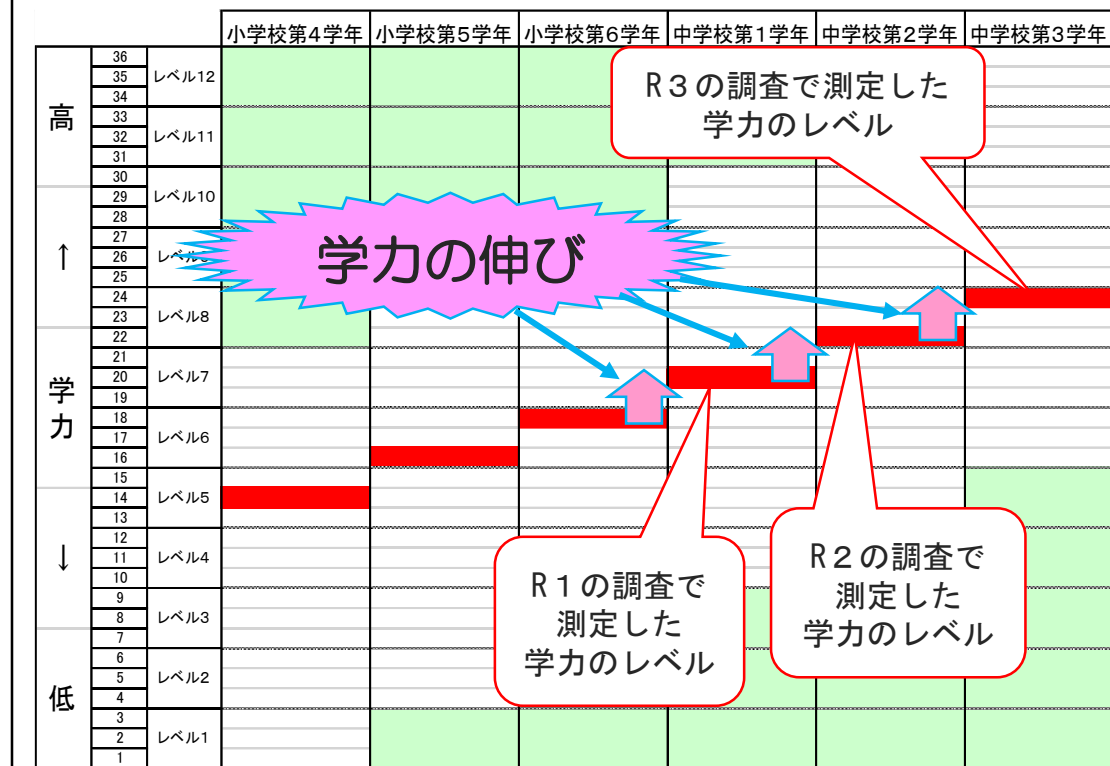 小学校第4学年 小学校第5学年 小学校第6学年 中学校第1学年 中学校第2学年 中学校第3学年
高
↑
学力
↓
低
36
35 レベル12
34
33
32 レベル11
31
30
29 レベル10
28
27
26 レベル9
25
24
23 レベル8
22
21
20 レベル7
19
18
17 レベル6
16
15
14 レベル5
13
12
11 レベル4
10
9
8 レベル3
7
6
5 レベル2
4
3
2 レベル1
1
R3の調査で測定した
学力のレベル
学力の伸び
R1の調査で
測定した
学力のレベル
R2の調査で
測定した
学力のレベル